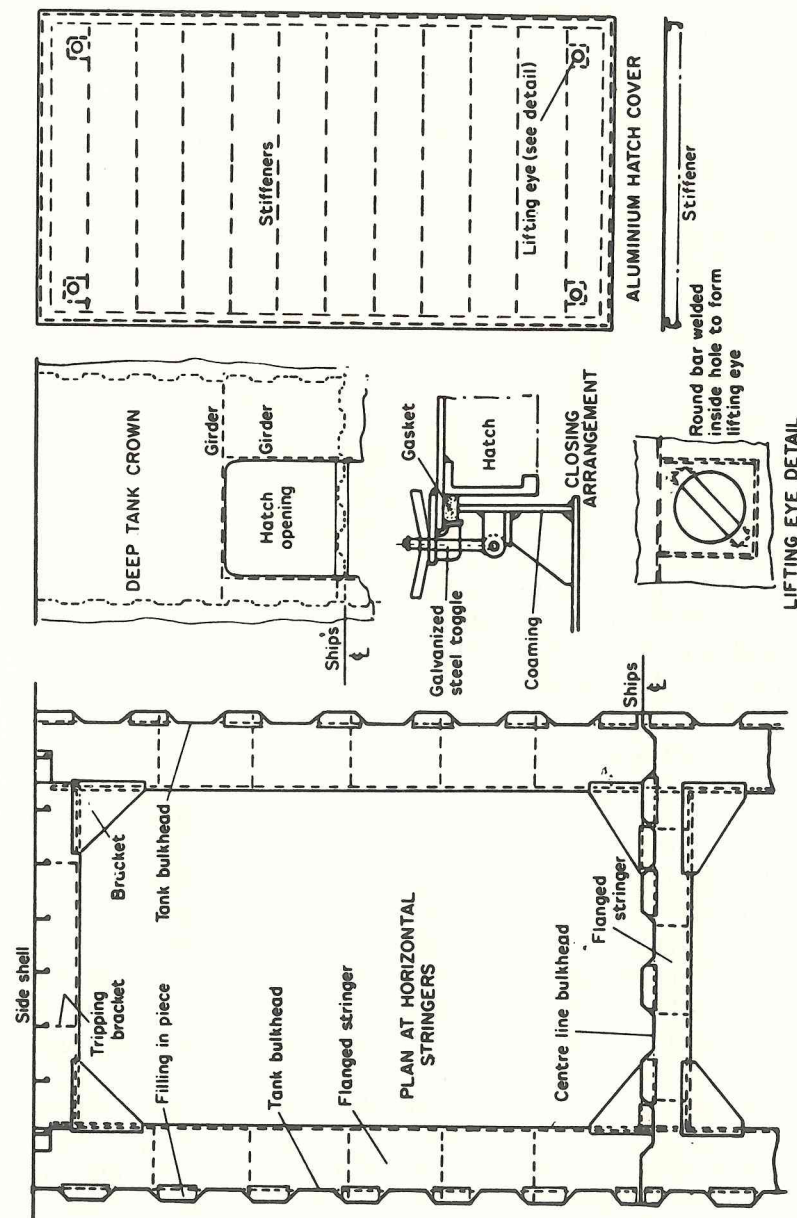 Side shell
Tripping
bracket
Filling in piece
Bracket
Tank bulkhead
Tank bulkhead
Flanged stringer
PLAN AT HORIZONTAL
STRINGERS
Centre line bulkhead
Flanged
stringer
Ships
℄
DEEP TANK CROWN
Girder
Girder
Hatch
opening
Ships'
℄
Gasket
Hatch
Galvanized
steel toggle
Coaming
CLOSING
ARRANGEMENT
Round bar welded
inside hole to form
lifting eye
LIFTING EYE DETAIL
Stiffeners
Lifting eye (see detail)
ALUMINIUM HATCH COVER
Stiffener